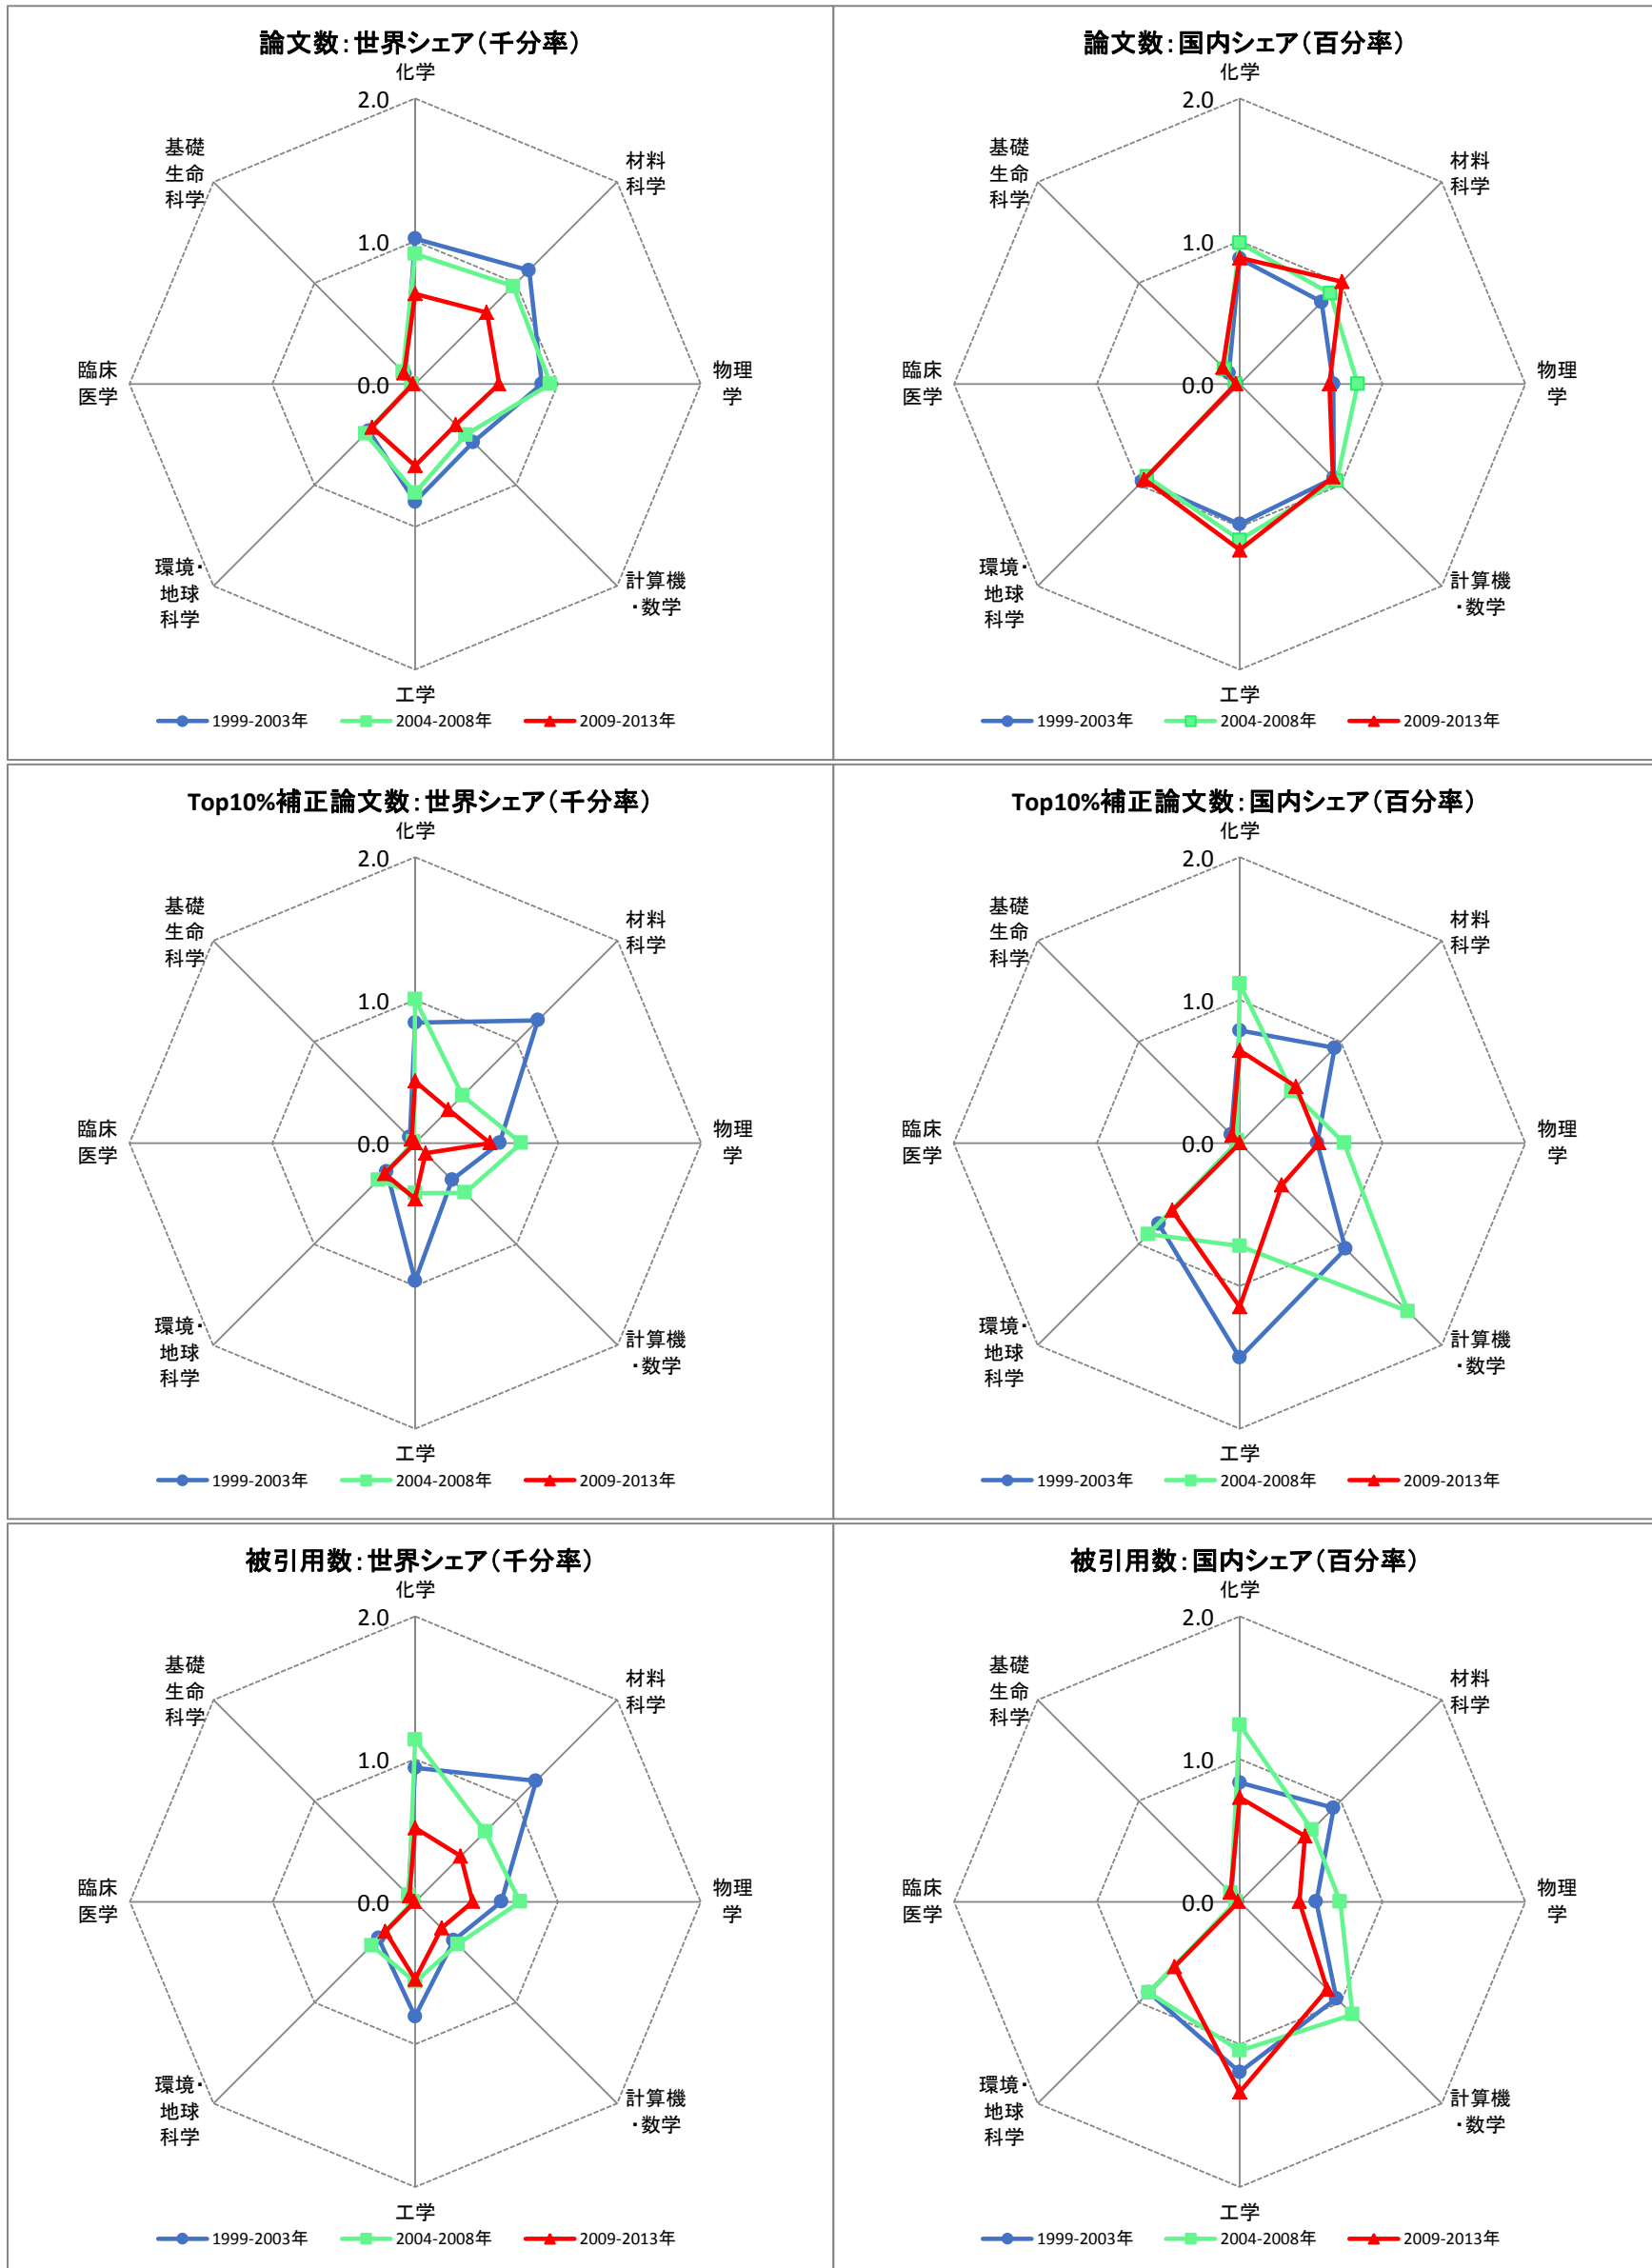 論文数:世界シェア(千分率)
化学
2.0
1.0
0.0
材料
科学
物理
学
計算機
・数学
工学
環境・
地球
科学
臨床
医学
基礎
生命
科学
1999-2003年 2004-2008年 2009-2013年
論文数:国内シェア(百分率)
化学
2.0
1.0
0.0
材料
科学
物理
学
計算機
・数学
工学
環境・
地球
科学
臨床
医学
基礎
生命
科学
1999-2003年 2004-2008年 2009-2013年
Top10%補正論文数:世界シェア(千分率)
化学
2.0
1.0
0.0
材料
科学
物理
学
計算機
・数学
工学
環境・
地球
科学
臨床
医学
基礎
生命
科学
1999-2003年 2004-2008年 2009-2013年
Top10%補正論文数:国内シェア(百分率)
化学
2.0
1.0
0.0
材料
科学
物理
学
計算機
・数学
工学
環境・
地球
科学
臨床
医学
基礎
生命
科学
1999-2003年 2004-2008年 2009-2013年
被引用数:世界シェア(千分率)
化学
2.0
1.0
0.0
材料
科学
物理
学
計算機
・数学
工学
環境・
地球
科学
臨床
医学
基礎
生命
科学
1999-2003年 2004-2008年 2009-2013年
被引用数:国内シェア(百分率)
化学
2.0
1.0
0.0
材料
科学
物理
学
計算機
・数学
工学
環境・
地球
科学
臨床
医学
基礎
生命
科学
1999-2003年 2004-2008年 2009-2013年